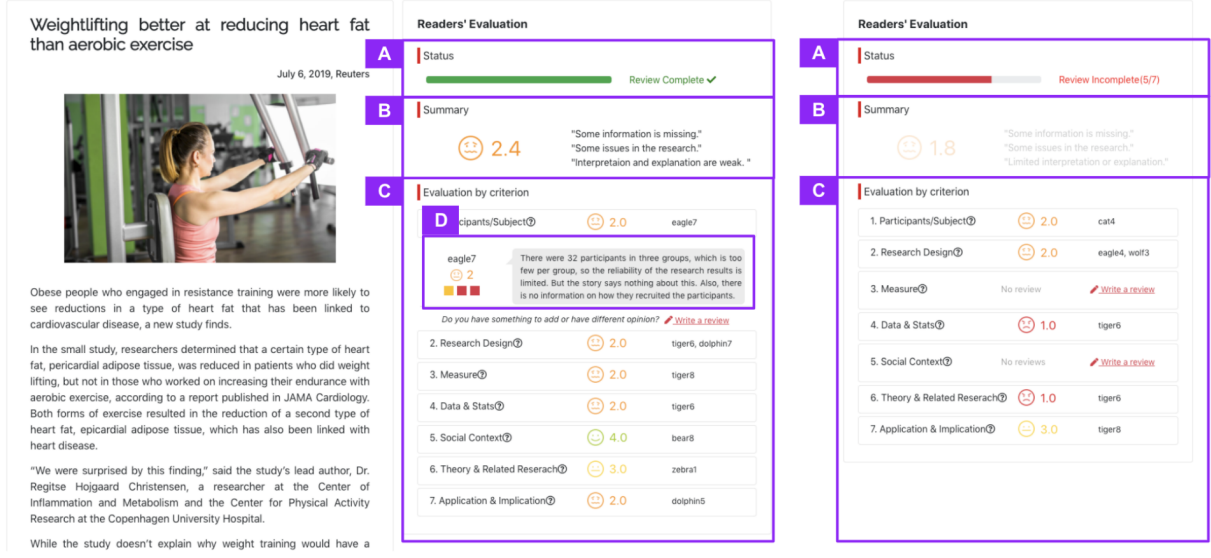 Weightlifting better at reducing heart fat
than aerobic exercise
July 6, 2019, Reuters
Obese people who engaged in resistance training were more likely to
see reductions in a type of heart fat that has been linked to
cardiovascular disease, a new study finds.
In the small study, researchers determined that a certain type of heart
fat, pericardial adipose tissue, was reduced in patients who did weight
lifting, but not in those who worked on increasing their endurance with
aerobic exercise, according to a report published in JAMA Cardiology.
Both forms of exercise resulted in the reduction of a second type of
heart fat, epicardial adipose tissue, which has also been linked with
heart disease.
“We were surprised by this finding,” said the study’s lead author, Dr.
Regitse Hojgaard Christensen, a researcher at the Center of
Inflammation and Metabolism and the Center for Physical Activity
Research at the Copenhagen University Hospital.
While the study doesn’t explain why weight training would have a
Readers' Evaluation
A
Status
Review Complete
B
Summary
2.4
"Some information is missing."
"Some issues in the research."
"Interpretaion and explanation are weak. "
C
Evaluation by criterion
D
cipants/Subject 2.0 eagle7
eagle7
2
There were 32 participants in three groups, which is too
few per group, so the reliability of the research results is
limited. But the story says nothing about this. Also, there
is no information on how they recruited the participants.
Do you have something to add or have different opinion? Write a review
2. Research Design 2.0 tiger6, dolphin7
3. Measure 2.0 tiger8
4. Data & Stats 2.0 tiger6
5. Social Context 4.0 bear8
6. Theory & Related Reserach 3.0 zebra1
7. Application & Implication 2.0 dolphin5
Readers' Evaluation
A
Status
Review Incomplete(5/7)
B
Summary
1.8
"Some information is missing."
"Some issues in the research."
"Limited interpretation or explanation."
C
Evaluation by criterion
1. Participants/Subject 2.0 cat4
2. Research Design 2.0 eagle4, wolf3
3. Measure No review Write a review
4. Data & Stats 1.0 tiger6
5. Social Context No reviews Write a review
6. Theory & Related Reserach 1.0 tiger6
7. Application & Implication 3.0 tiger8